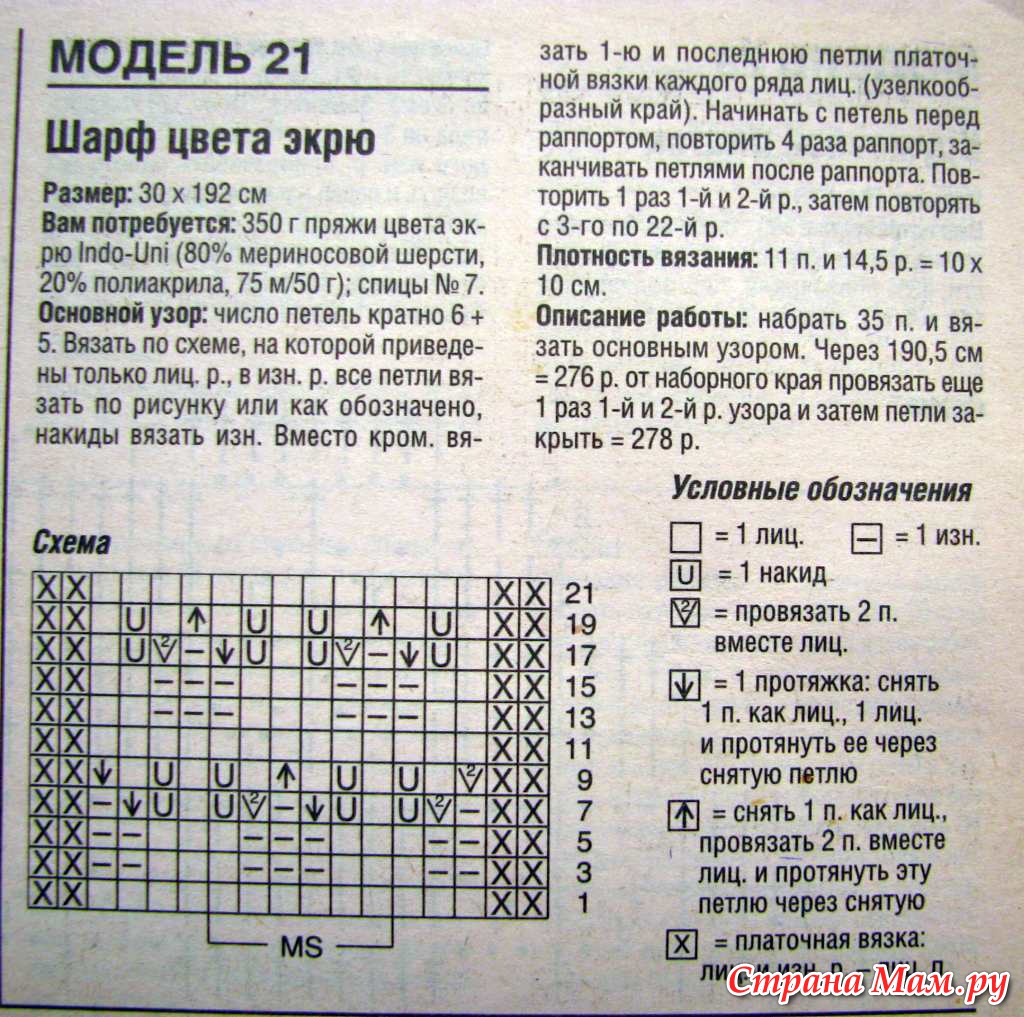 МОДЕЛЬ 21
Шарф цвета экрю
Размер: 30 x 192 см
Вам потребуется: 350 г пряжи цвета эк-
рю Indo-Uni (80% мериносовой шерсти,
20% полиакрила, 75 м/50 г); спицы № 7.
Основной узор: число петель кратно 6 +
5. Вязать по схеме, на которой приведе-
ны только лиц. р., в изн. р. все петли вя-
зать по рисунку или как обозначено,
накиды вязать изн. Вместо кром. вя-
зать 1-ю и последнюю петли платоч-
ной вязки каждого ряда лиц. (узелкооб-
разный край). Начинать с петель перед
раппортом, повторить 4 раза раппорт, за-
канчивать петлями после раппорта. Пов-
торить 1 раз 1-й и 2-й р., затем повторять
с 3-го по 22-й р.
Плотность вязания: 11 п. и 14,5 р. = 10 x
10 см.
Описание работы: набрать 35 п. и вя-
зать основным узором. Через 190,5 см
= 276 р. от наборного края провязать еще
1 раз 1-й и 2-й р. узора и затем петли за-
крыть = 278 р.
Схема
X X X X 21
X X U ↑ U U ↑ U X X 19
X X U 2 – ↓ U U 2 – ↓ U X X 17
X X – – – – – – X X 15
X X – – – – – – X X 13
X X X X 11
X X ↓ U U ↑ U U 2 X X 9
X X – ↓ U U 2 – ↓ U U 2 – X X 7
X X – – – – – – – X X 5
X X – – – – – – – X X 3
X X X X 1
MS
Условные обозначения
= 1 лиц. – = 1 изн.
U = 1 накид
2 = провязать 2 п.
вместе лиц.
↓ = 1 протяжка: снять
1 п. как лиц., 1 лиц.
и протянуть ее через
снятую петлю
↑ = снять 1 п. как лиц.,
провязать 2 п. вместе
лиц. и протянуть эту
петлю через снятую
X = платочная вязка:
лиц. и изн. р. – лиц. п.
Страна Мам.ру